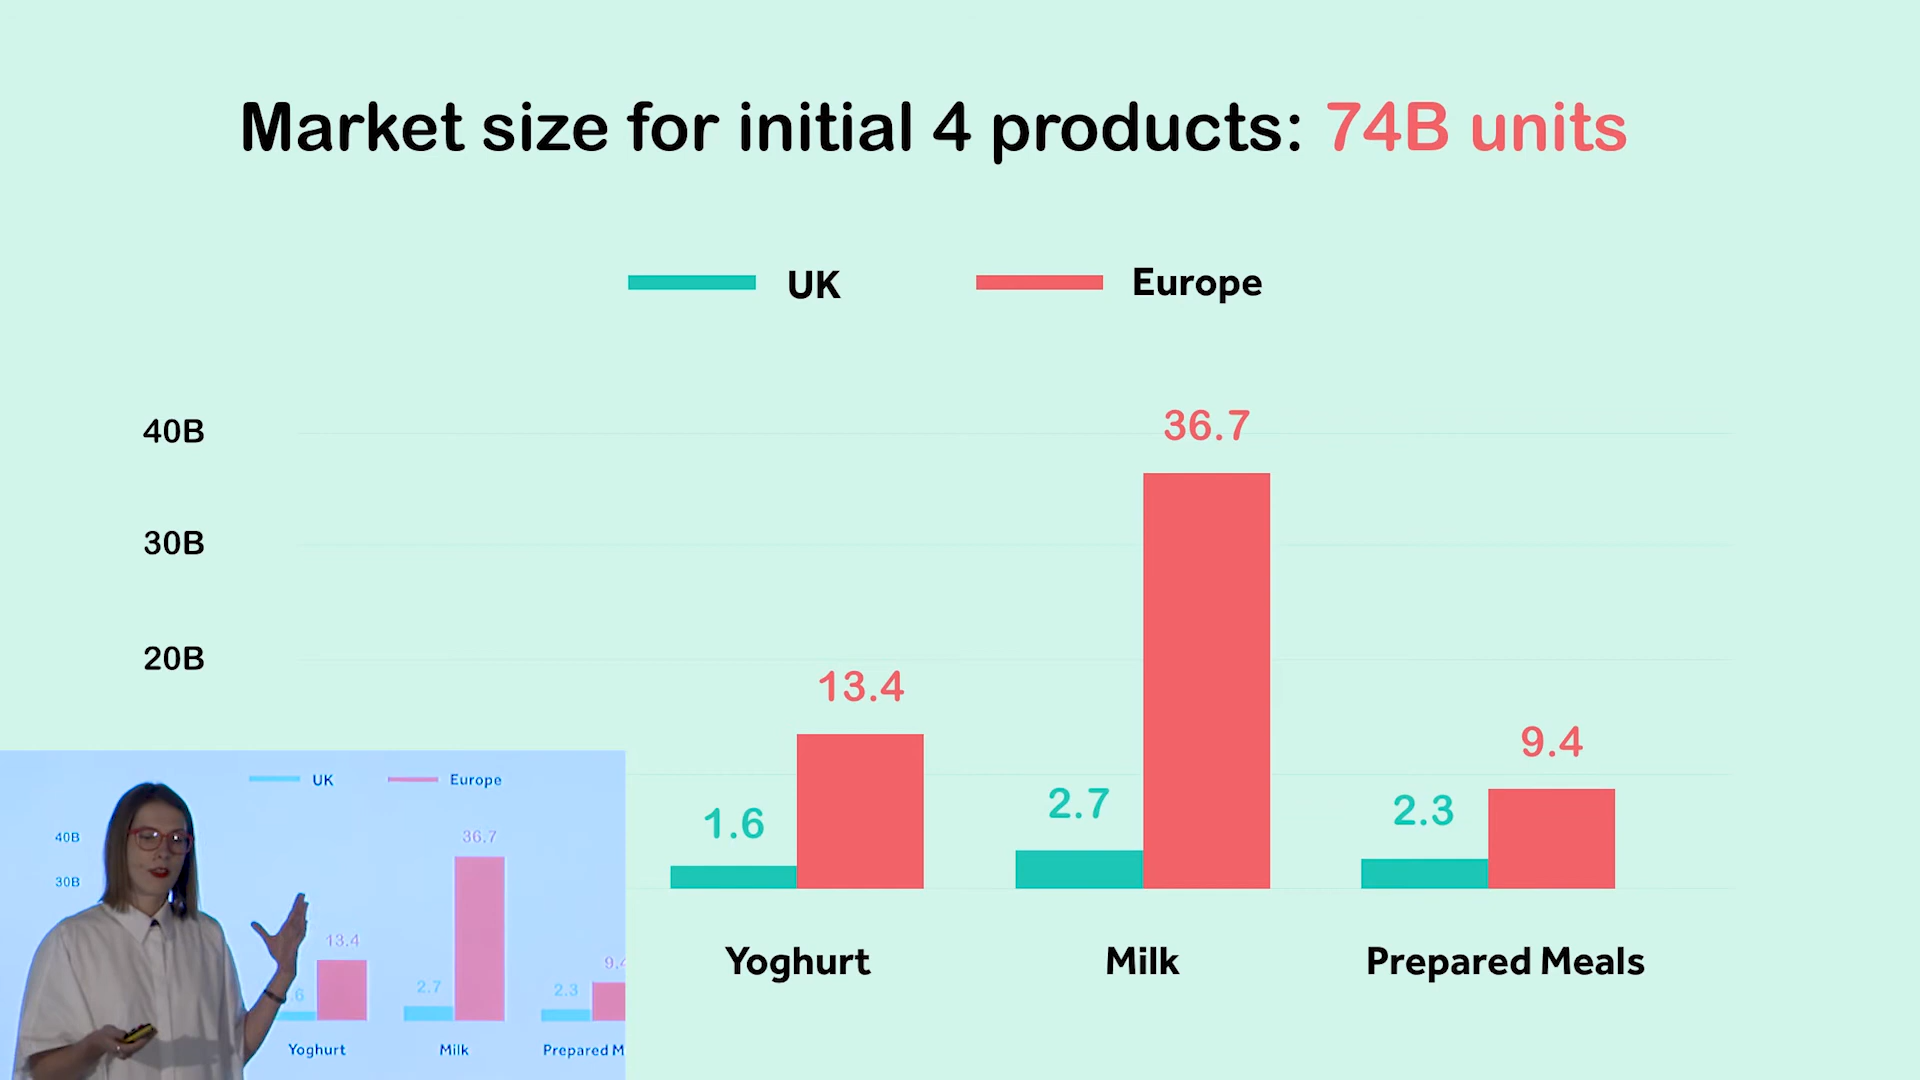 Market size for initial 4 products: 74B units
UK
Europe
40B
30B
20B
36.7
13.4
9.4
1.6
2.7
2.3
Yoghurt
Milk
Prepared Meals
UK
Europe
40B
30B
36.7
13.4
2.7
2.3
Yoghurt
Milk
Prepared M